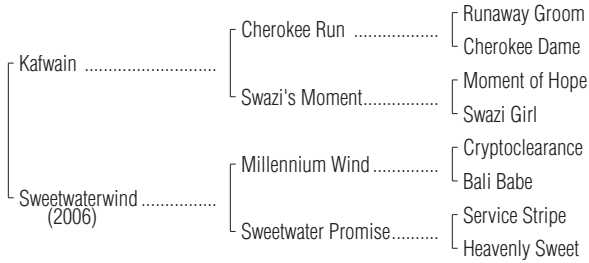 Runaway Groom
Cherokee Run ..................
Cherokee Dame
Kafwain ............................
Moment of Hope
Swazi's Moment................
Swazi Girl
Cryptoclearance
Millennium Wind ..............
Bali Babe
Sweetwaterwind ................
(2006)
Service Stripe
Sweetwater Promise..........
Heavenly Sweet